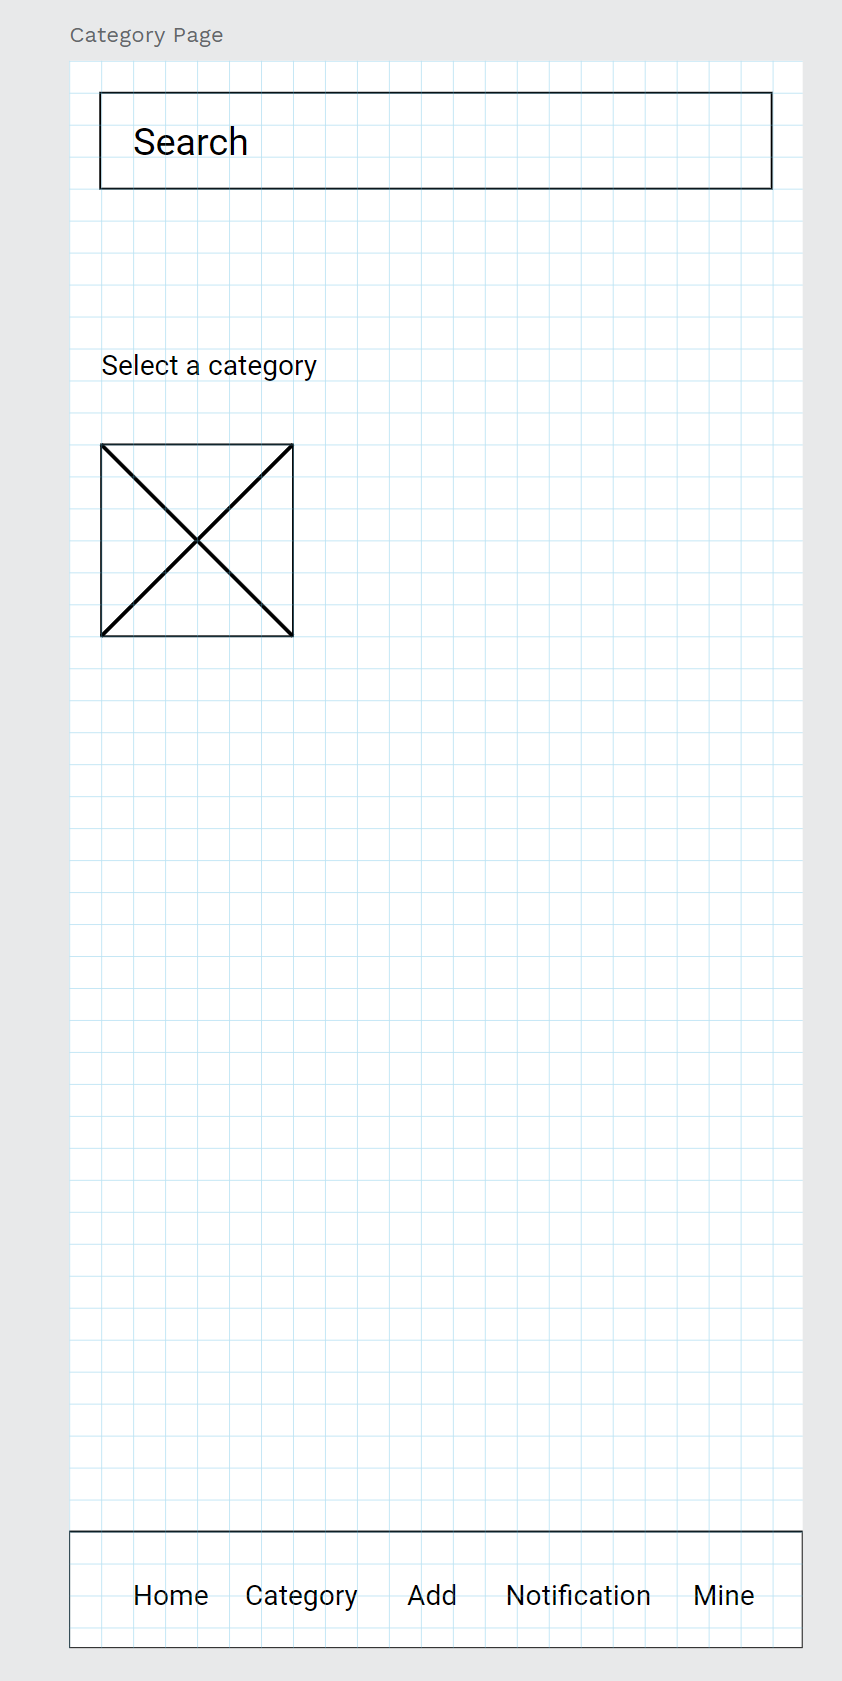 Category Page
Search
Select a category
Home Category Add Notification Mine